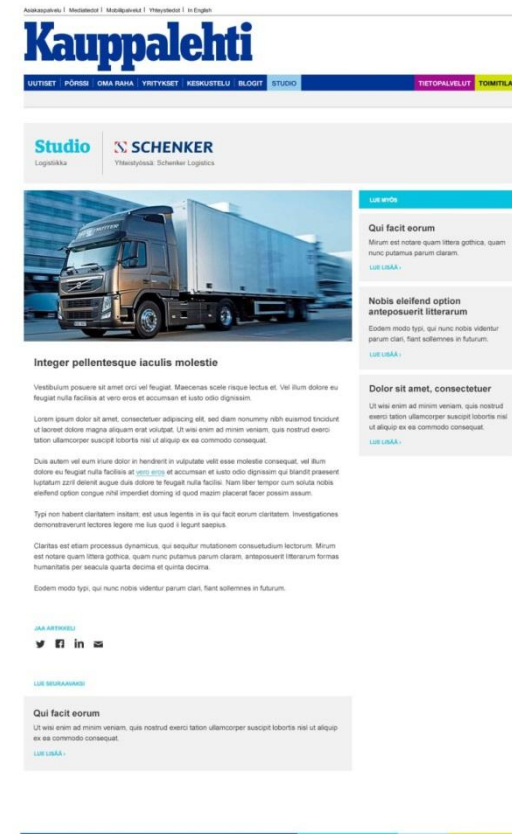 Asiakaspalvelu | Mediatiedot | Mobiilipalvelut | Yhteystiedot | In English
Kauppalehti
UUTISET PÖRSSI OMA RAHA YRITYKSET KESKUSTELU BLOGIT STUDIO TIETOPALVELUT TOIMITILA
Studio
Logistiikka
SCHENKER
Yhteistyössä: Schenker Logistics
Integer pellentesque iaculis molestie
Vestibulum posuere sit amet orci vel feugiat. Maecenas scele risque lectus et. Vel illum dolore eu
feugiat nulla facilisis at vero eros et accumsan et iusto odio dignissim.
Lorem ipsum dolor sit amet, consectetuer adipiscing elit, sed diam nonummy nibh euismod tincidunt
ut laoreet dolore magna aliquam erat volutpat. Ut wisi enim ad minim veniam, quis nostrud exerci
tation ullamcorper suscipit lobortis nisl ut aliquip ex ea commodo consequat.
Duis autem vel eum iriure dolor in hendrerit in vulputate velit esse molestie consequat, vel illum
dolore eu feugiat nulla facilisis at vero eros et accumsan et iusto odio dignissim qui blandit praesent
luptatum zzril delenit augue duis dolore te feugait nulla facilisi. Nam liber tempor cum soluta nobis
eleifend option congue nihil imperdiet doming id quod mazim placerat facer possim assum.
Typi non habent claritatem insitam; est usus legentis in iis qui facit eorum claritatem. Investigationes
demonstraverunt lectores legere me lius quod ii legunt saepius.
Claritas est etiam processus dynamicus, qui sequitur mutationem consuetudium lectorum. Mirum
est notare quam littera gothica, quam nunc putamus parum claram, anteposuerit litterarum formas
humanitatis per seacula quarta decima et quinta decima.
Eodem modo typi, qui nunc nobis videntur parum clari, fiant sollemnes in futurum.
JAA ARTIKKELI
LUE SEURAAVAKSI
Qui facit eorum
Ut wisi enim ad minim veniam, quis nostrud exerci tation ullamcorper suscipit lobortis nisl ut aliquip
ex ea commodo consequat.
LUE LISÄÄ ›
LUE MYÖS
Qui facit eorum
Mirum est notare quam littera gothica, quam
nunc putamus parum claram.
LUE LISÄÄ ›
Nobis eleifend option
anteposuerit litterarum
Eodem modo typi, qui nunc nobis videntur
parum clari, fiant sollemnes in futurum.
LUE LISÄÄ ›
Dolor sit amet, consectetuer
Ut wisi enim ad minim veniam, quis nostrud
exerci tation ullamcorper suscipit lobortis nisl
ut aliquip ex ea commodo consequat.
LUE LISÄÄ ›